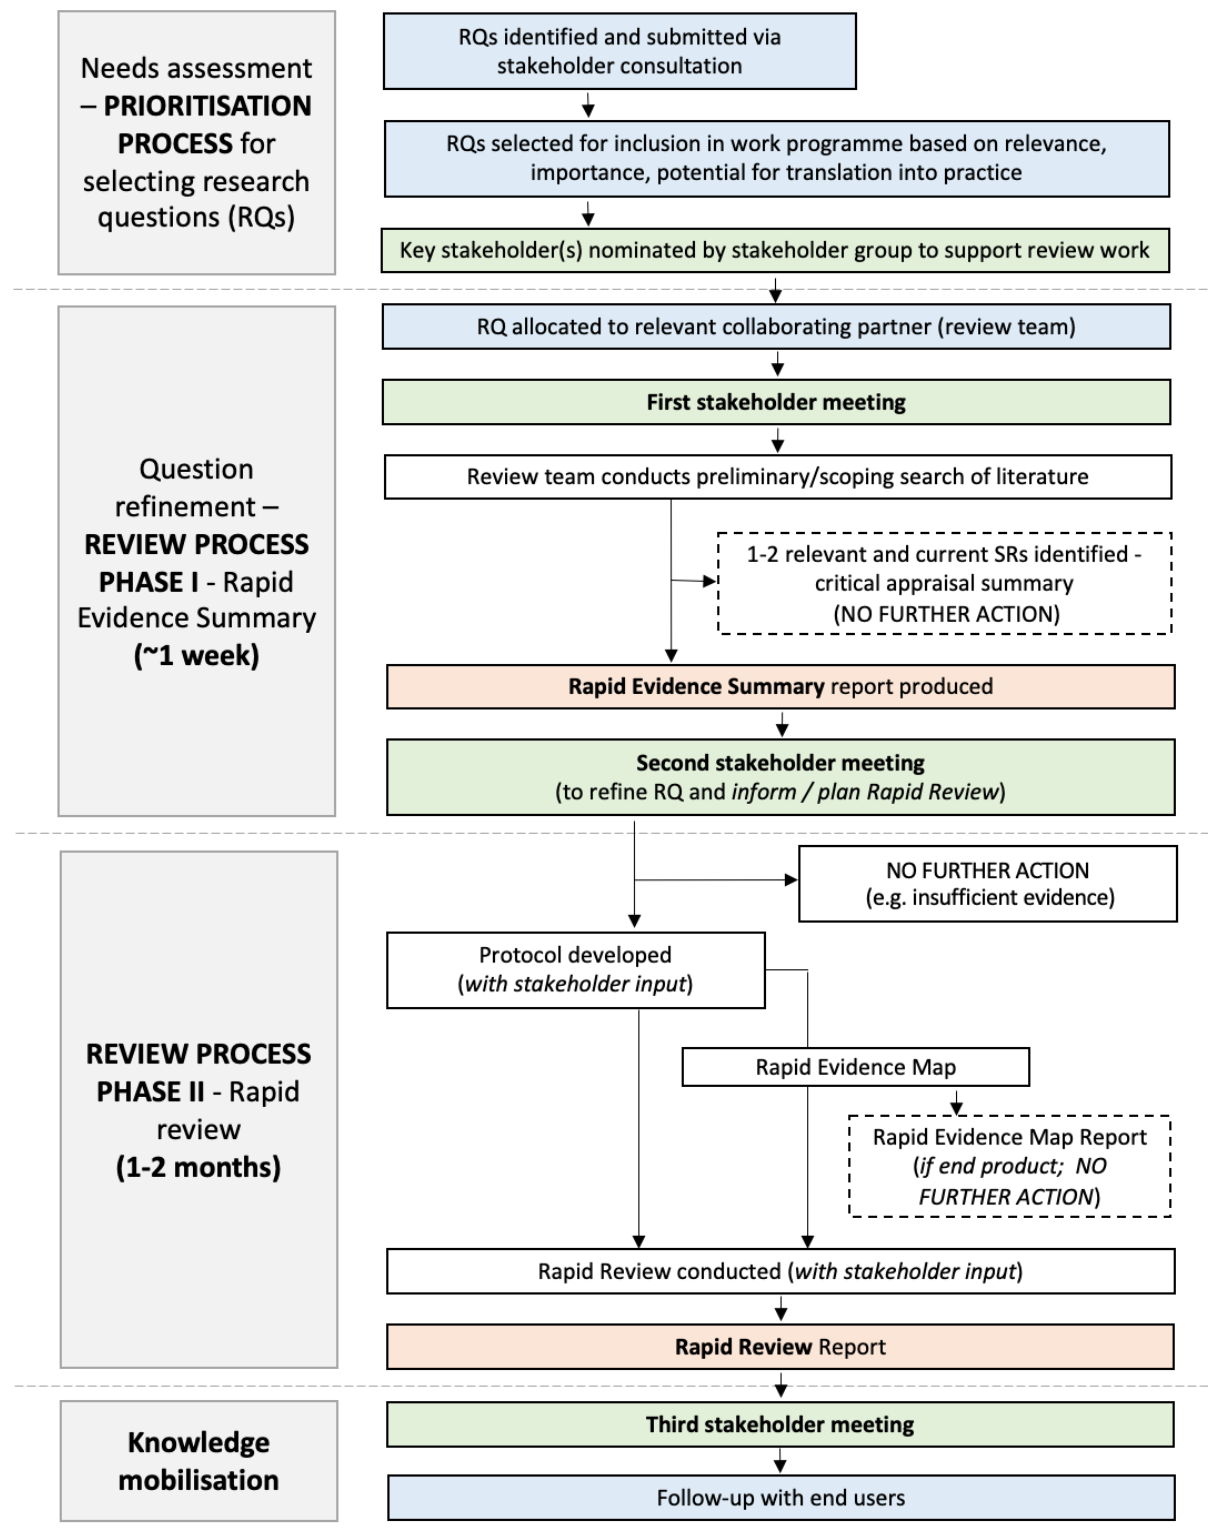 Needs assessment
– PRIORITISATION
PROCESS for
selecting research
questions (RQs)
RQs identified and submitted via
stakeholder consultation
RQs selected for inclusion in work programme based on relevance,
importance, potential for translation into practice
Key stakeholder(s) nominated by stakeholder group to support review work
Question
refinement –
REVIEW PROCESS
PHASE I - Rapid
Evidence Summary
(~1 week)
RQ allocated to relevant collaborating partner (review team)
First stakeholder meeting
Review team conducts preliminary/scoping search of literature
1-2 relevant and current SRs identified -
critical appraisal summary
(NO FURTHER ACTION)
Rapid Evidence Summary report produced
Second stakeholder meeting
(to refine RQ and inform / plan Rapid Review)
REVIEW PROCESS
PHASE II - Rapid
review
(1-2 months)
NO FURTHER ACTION
(e.g. insufficient evidence)
Protocol developed
(with stakeholder input)
Rapid Evidence Map
Rapid Evidence Map Report
(if end product; NO
FURTHER ACTION)
Rapid Review conducted (with stakeholder input)
Rapid Review Report
Knowledge
mobilisation
Third stakeholder meeting
Follow-up with end users